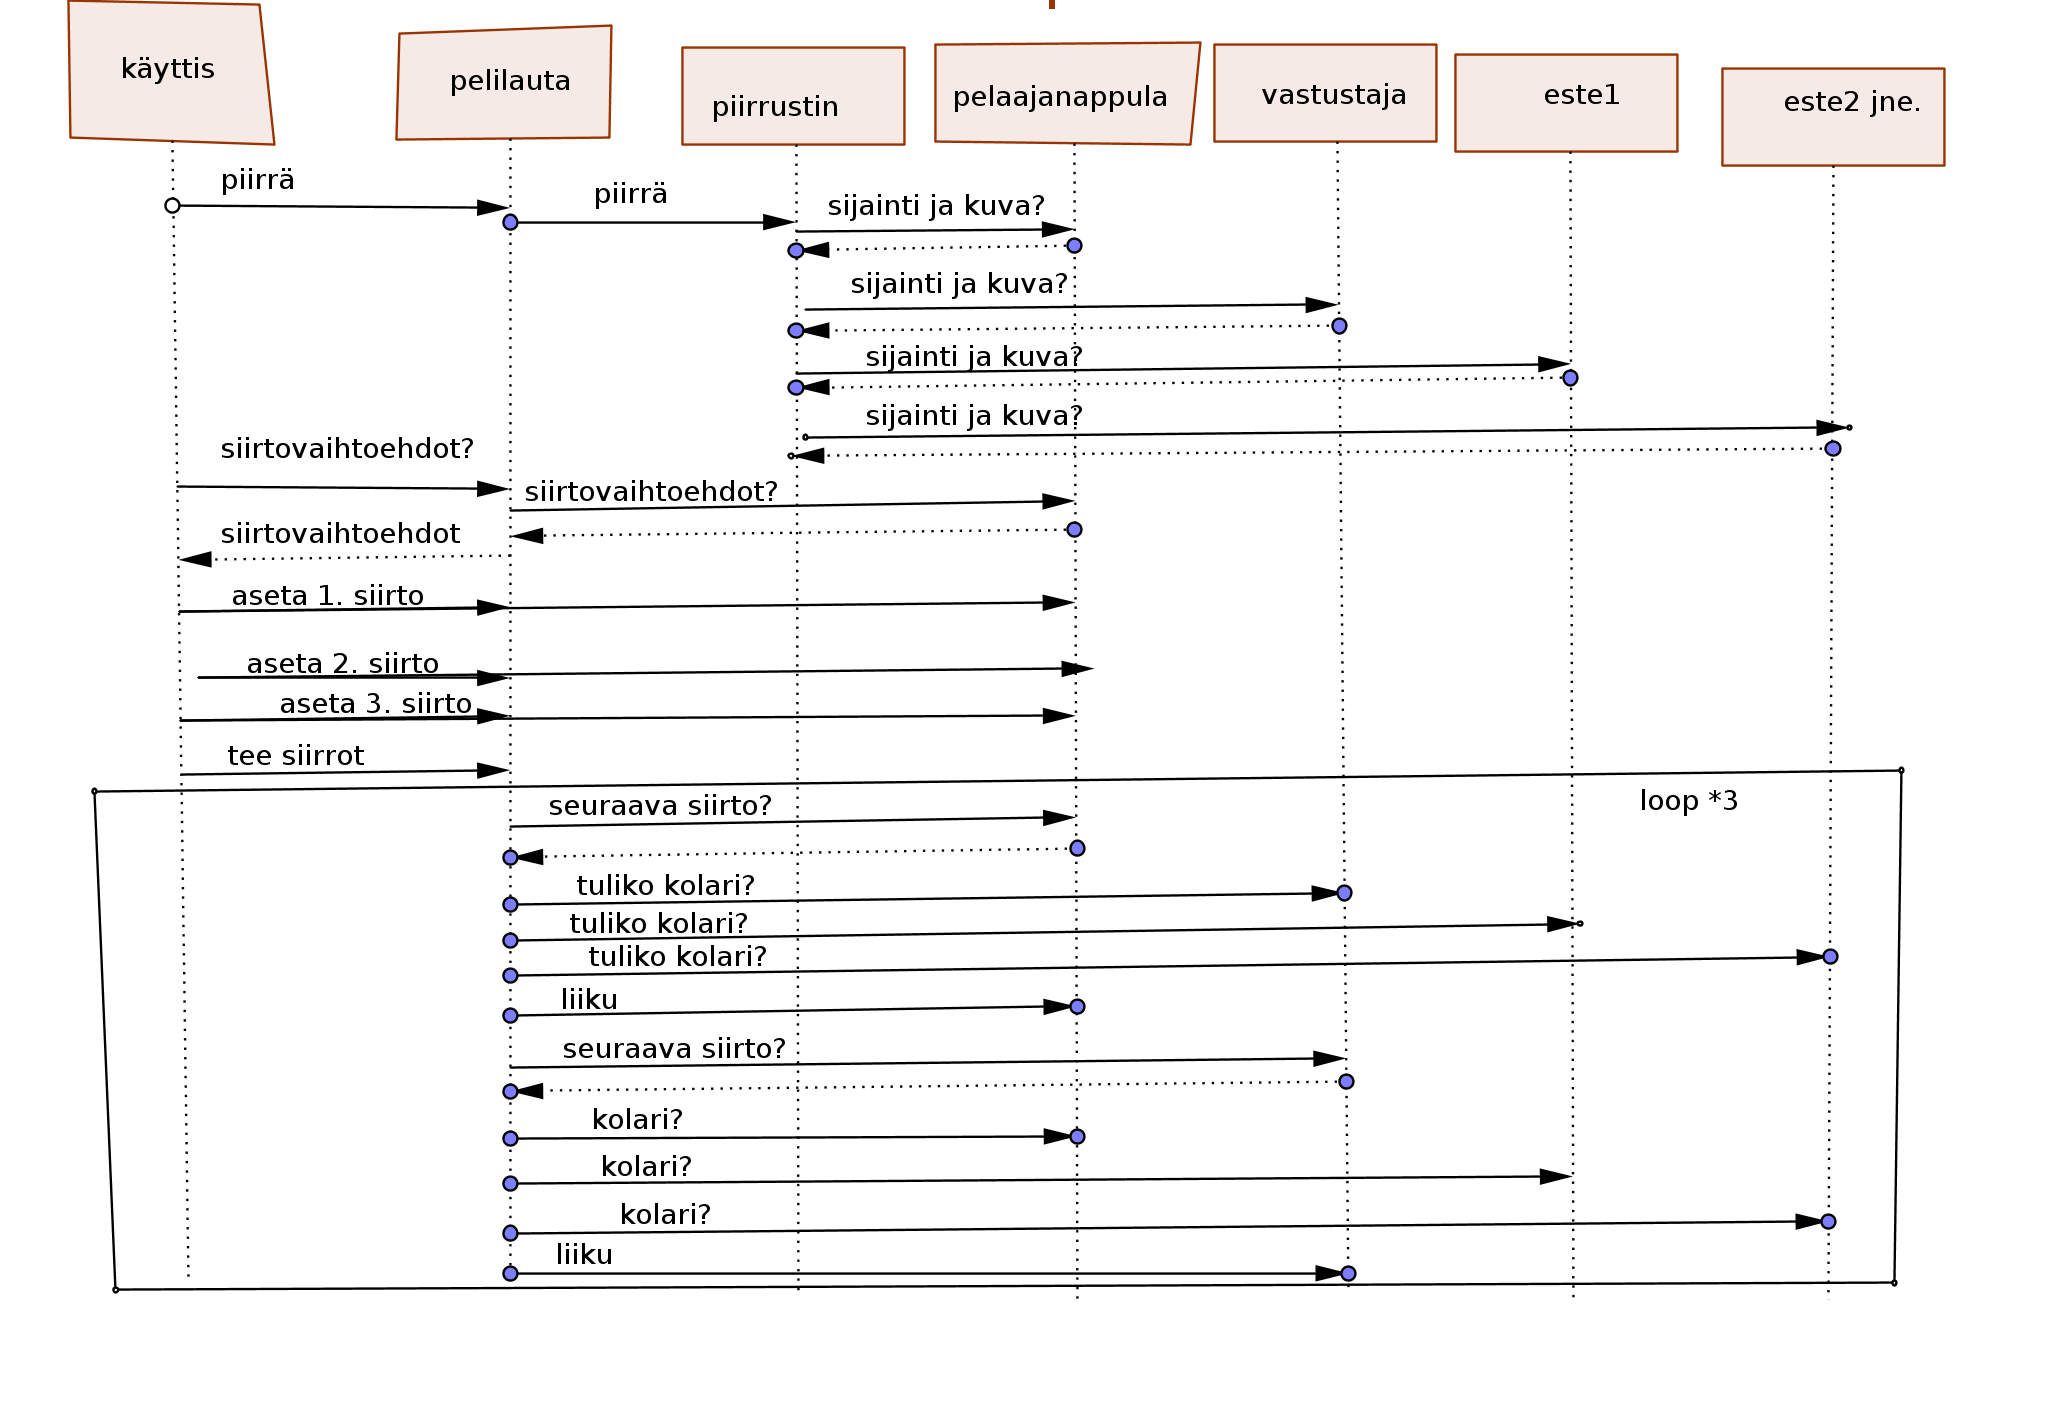 käyttis
pelilauta
piirrustin
pelaajanappula
vastustaja
este1
este2 jne.
piirrä
piirrä
sijainti ja kuva?
sijainti ja kuva?
sijainti ja kuva?
sijainti ja kuva?
siirtovaihtoehdot?
siirtovaihtoehdot?
siirtovaihtoehdot
aseta 1. siirto
aseta 2. siirto
aseta 3. siirto
tee siirrot
loop *3
seuraava siirto?
tuliko kolari?
tuliko kolari?
tuliko kolari?
liiku
seuraava siirto?
kolari?
kolari?
kolari?
liiku